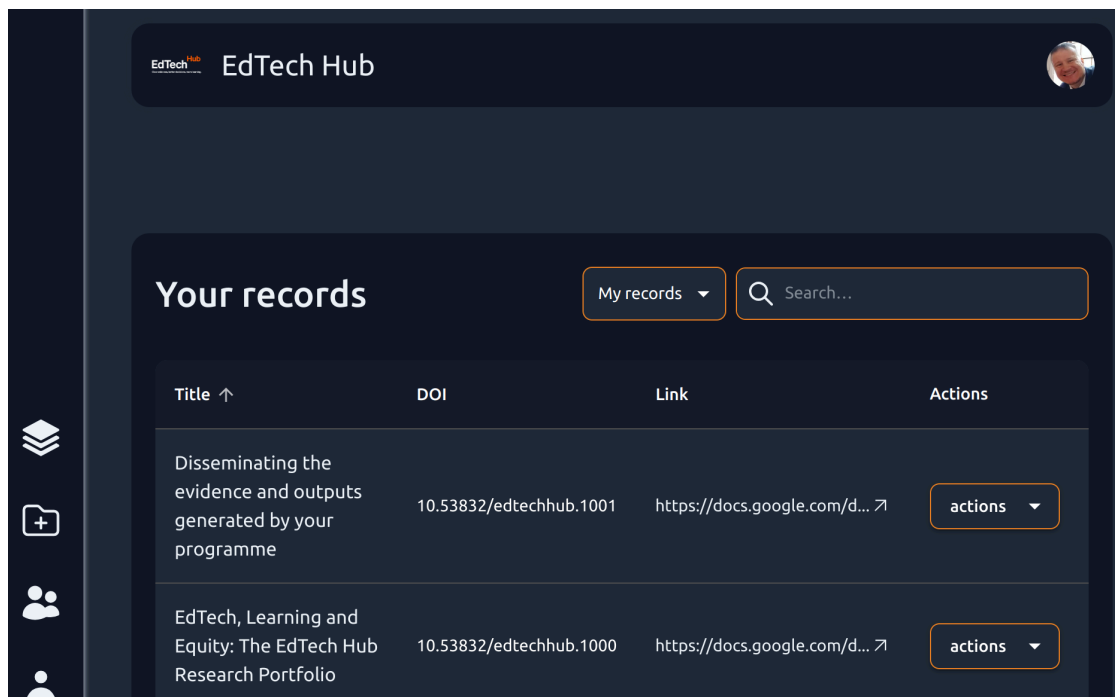 EdTech Hub
EdTech Hub
Your records
My records
Search...
Title ↑ DOI Link Actions
Disseminating the
evidence and outputs
generated by your
programme
10.53832/edtechhub.1001
https://docs.google.com/d... ↗
actions
EdTech, Learning and
Equity: The EdTech Hub
Research Portfolio
10.53832/edtechhub.1000
https://docs.google.com/d... ↗
actions